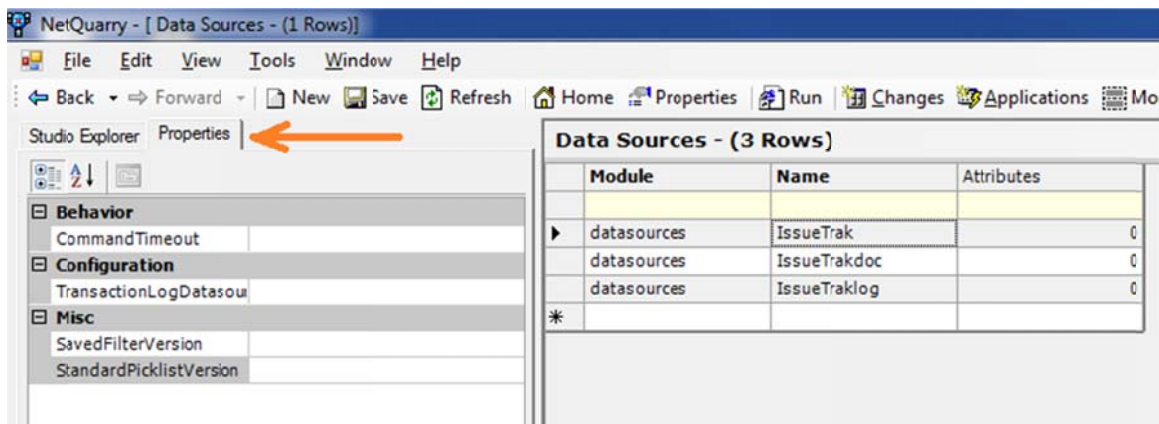 NetQuarry - [ Data Sources - (1 Rows)]
File Edit View Tools Window Help
Back Forward New Save Refresh Home Properties Run Changes Applications Mo
Studio Explorer Properties
Data Sources - (3 Rows)
Module Name Attributes
Behavior
CommandTimeout
datasources IssueTrak 0
Configuration
datasources IssueTrakdoc 0
TransactionLogDatasou
datasources IssueTraklog 0
Misc
SavedFilterVersion
StandardPicklistVersion